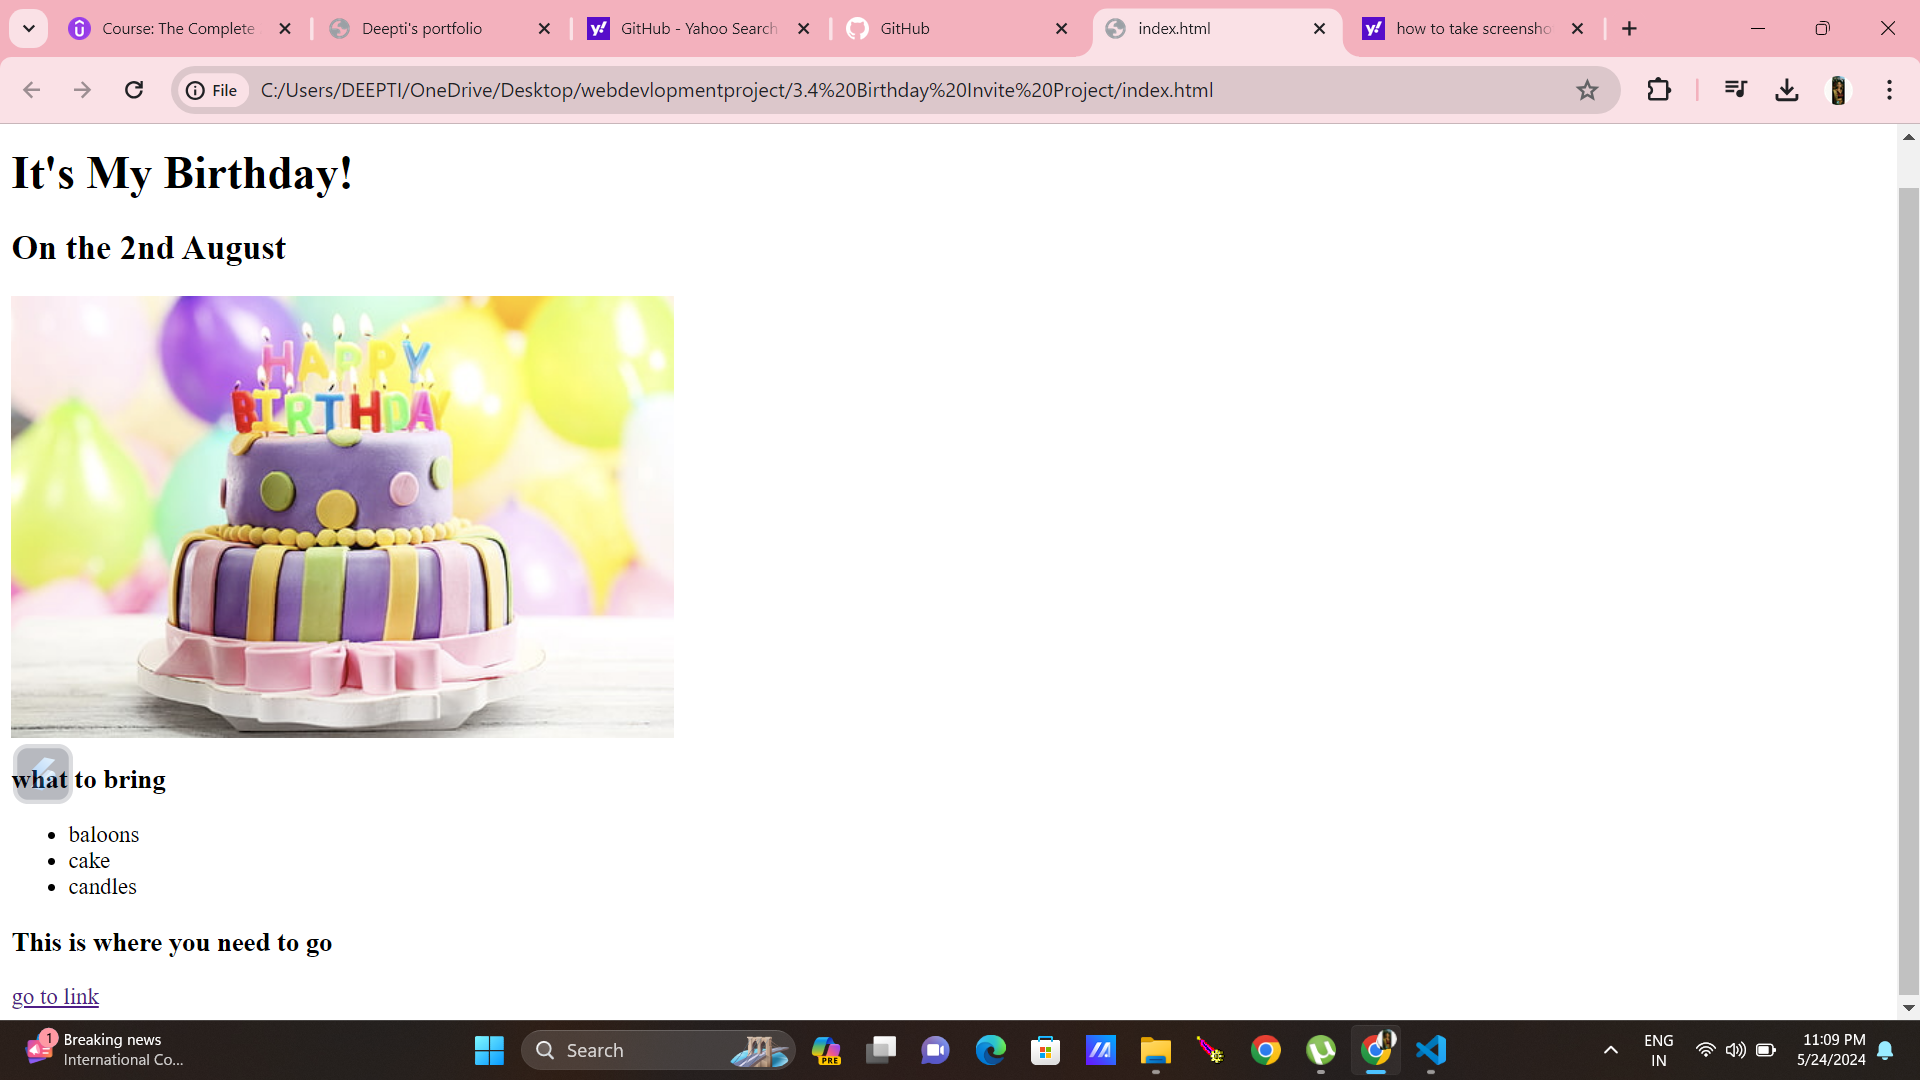 Course: The Complete
Deepti's portfolio
GitHub - Yahoo Search
GitHub
index.html
how to take screensho
File
C:/Users/DEEPTI/OneDrive/Desktop/webdevlopmentproject/3.4%20Birthday%20Invite%20Project/index.html
It's My Birthday!
On the 2nd August
HAPPY
BIRTHDAY
what to bring
baloons
cake
candles
This is where you need to go
go to link
1
Breaking news
International Co...
Search
PRE
ENG
IN
11:09 PM
5/24/2024